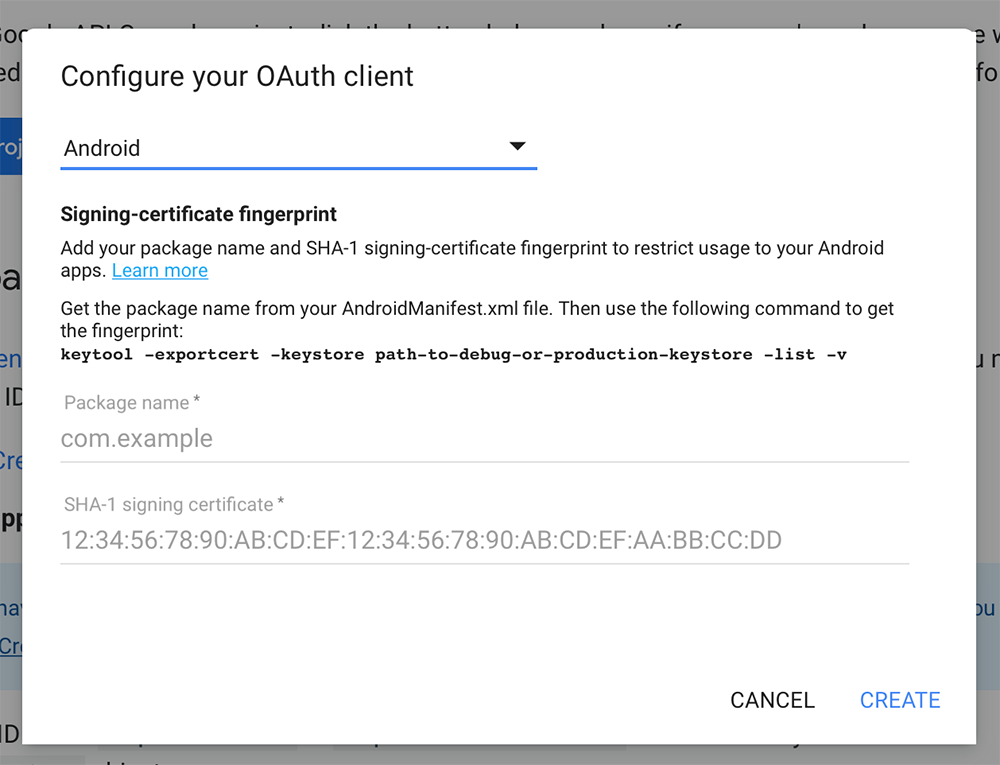 Configure your OAuth client
Android
Signing-certificate fingerprint
Add your package name and SHA-1 signing-certificate fingerprint to restrict usage to your Android
apps. Learn more
Get the package name from your AndroidManifest.xml file. Then use the following command to get
the fingerprint:
keytool -exportcert -keystore path-to-debug-or-production-keystore -list -v
Package name *
com.example
SHA-1 signing certificate *
12:34:56:78:90:AB:CD:EF:12:34:56:78:90:AB:CD:EF:AA:BB:CC:DD
CANCEL
CREATE